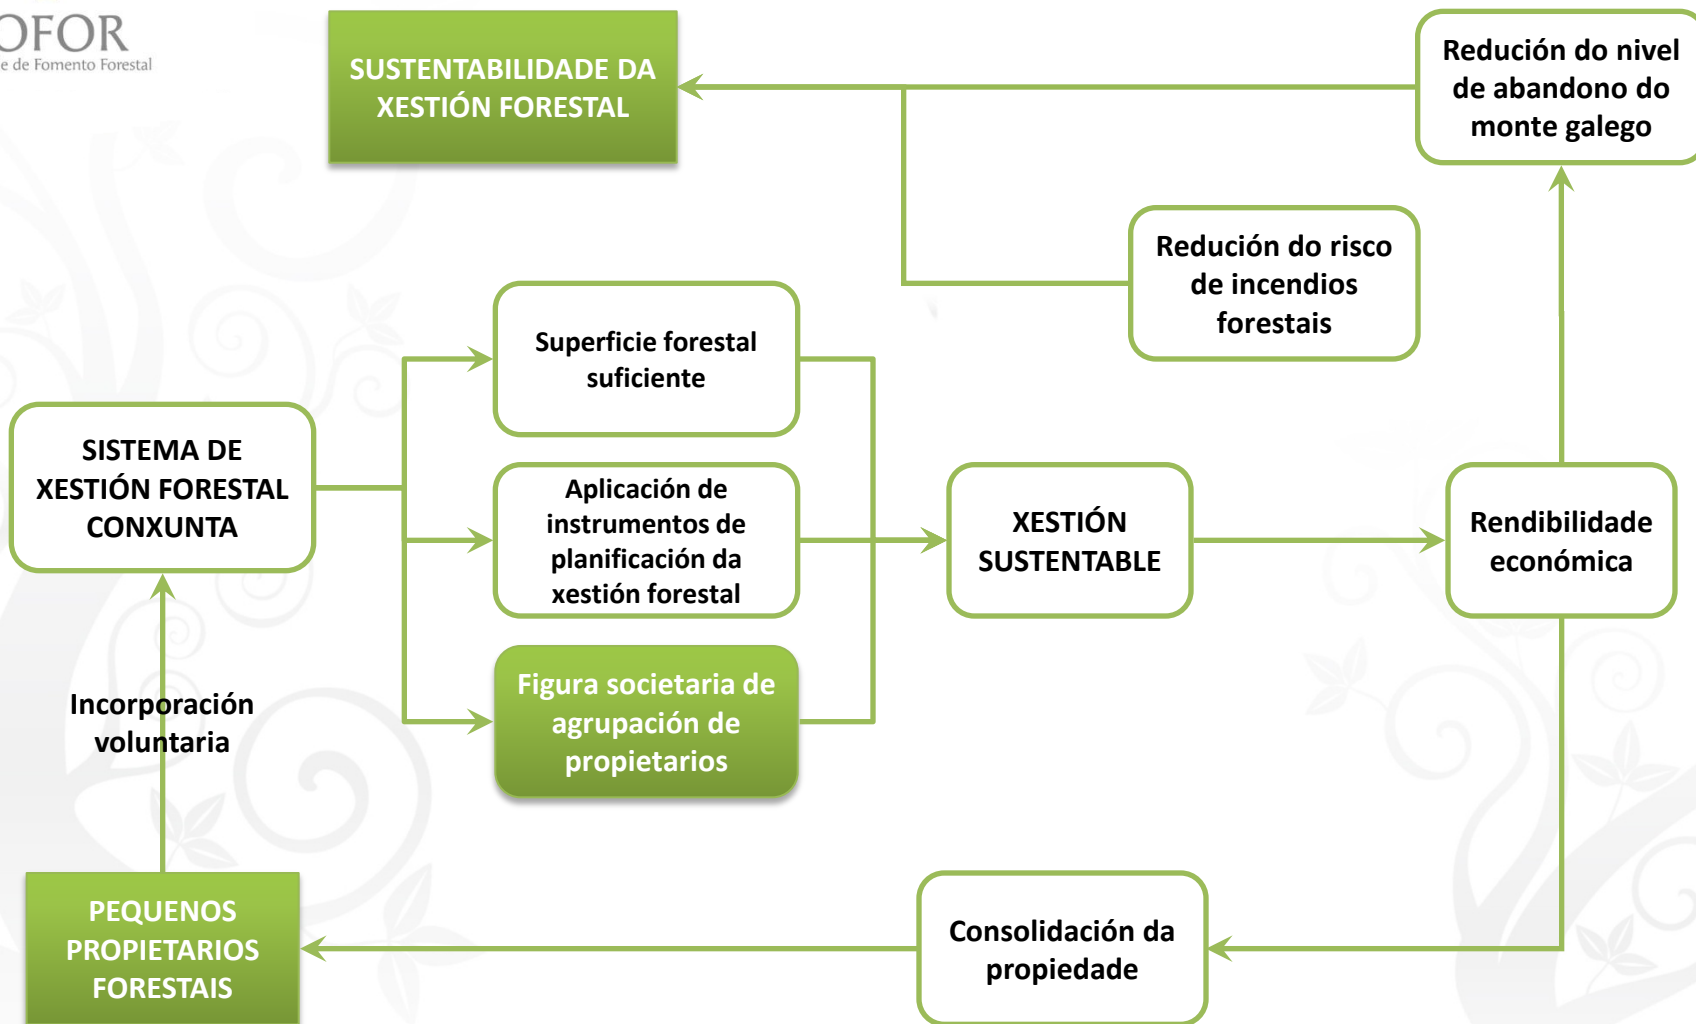 OFOR
e de Fomento Forestal
SUSTENTABILIDADE DA
XESTIÓN FORESTAL
Redución do nivel
de abandono do
monte galego
Redución do risco
de incendios
forestais
Superficie forestal
suficiente
SISTEMA DE
XESTIÓN FORESTAL
CONXUNTA
Aplicación de
instrumentos de
planificación da
xestión forestal
XESTIÓN
SUSTENTABLE
Rendibilidade
económica
Figura societaria de
agrupación de
propietarios
Incorporación
voluntaria
PEQUENOS
PROPIETARIOS
FORESTAIS
Consolidación da
propiedade